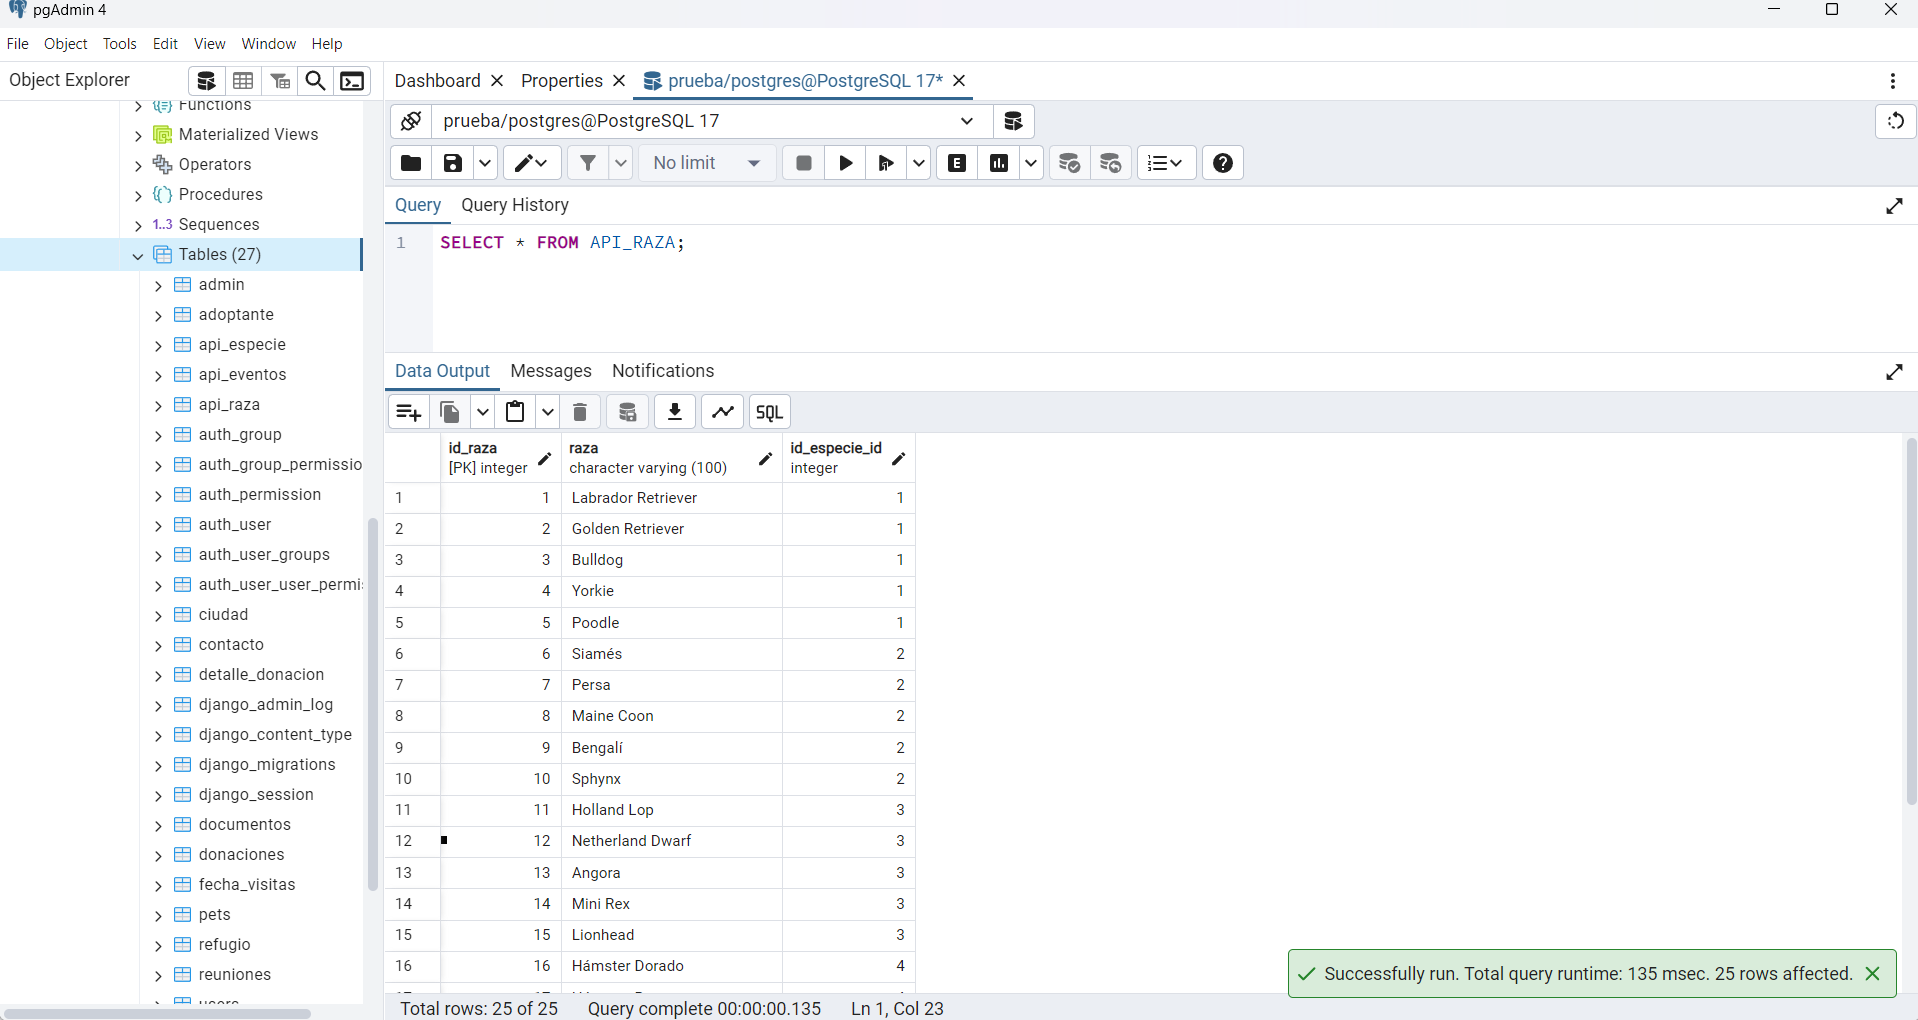 pgAdmin 4
File Object Tools Edit View Window Help
Object Explorer
Functions
Materialized Views
Operators
Procedures
1..3 Sequences
Tables (27)
admin
adoptante
api_especie
api_eventos
api_raza
auth_group
auth_group_permissio
auth_permission
auth_user
auth_user_groups
auth_user_user_permi
ciudad
contacto
detalle_donacion
django_admin_log
django_content_type
django_migrations
django_session
documentos
donaciones
fecha_visitas
pets
refugio
reuniones
Dashboard Properties prueba/postgres@PostgreSQL 17*
prueba/postgres@PostgreSQL 17
No limit E
Query Query History
1 SELECT * FROM API_RAZA;
Data Output Messages Notifications
SQL
id_raza raza id_especie_id
[PK] integer character varying (100) integer
1 1 Labrador Retriever 1
2 2 Golden Retriever 1
3 3 Bulldog 1
4 4 Yorkie 1
5 5 Poodle 1
6 6 Siamés 2
7 7 Persa 2
8 8 Maine Coon 2
9 9 Bengalí 2
10 10 Sphynx 2
11 11 Holland Lop 3
12 12 Netherland Dwarf 3
13 13 Angora 3
14 14 Mini Rex 3
15 15 Lionhead 3
16 16 Hámster Dorado 4
Successfully run. Total query runtime: 135 msec. 25 rows affected.
Total rows: 25 of 25 Query complete 00:00:00.135 Ln 1, Col 23